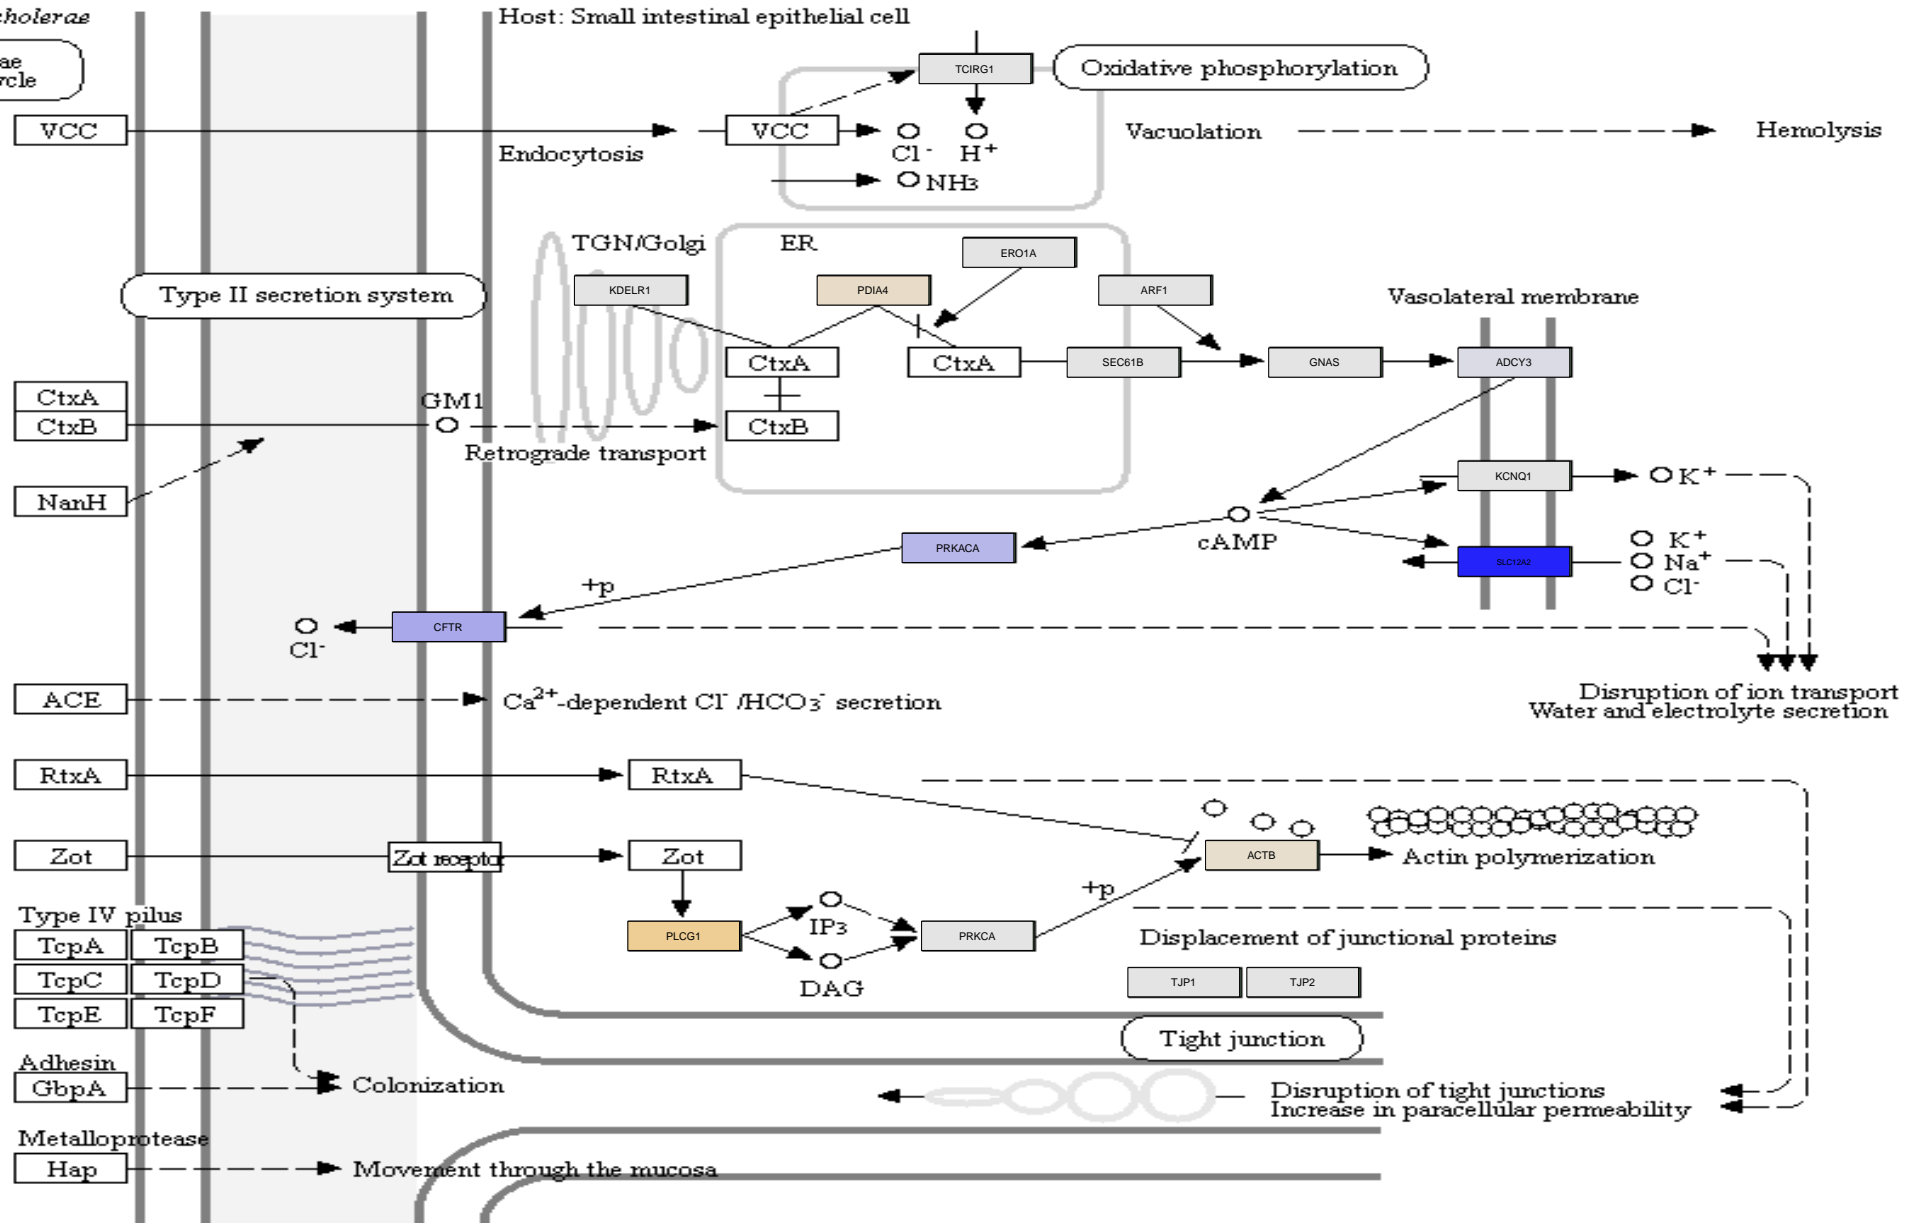 cholerae
Host: Small intestinal epithelial cell
ae
ycle
TCIRG1
Oxidative phosphorylation
VCC
VCC
Cl-
H+
Vacuolation
Hemolysis
Endocytosis
NH3
TGN/Golgi
ER
ERO1A
Type II secretion system
KDELR1
PDIA4
ARF1
Vasolateral membrane
CtxA
CtxA
SEC61B
GNAS
ADCY3
CtxA
CtxB
GM1
CtxB
Retrograde transport
NanH
KCNQ1
K+
cAMP
PRKACA
SLC12A2
K+
Na+
Cl-
+p
CFTR
Cl-
ACE
Ca2+-dependent Cl- /HCO3- secretion
Disruption of ion transport
Water and electrolyte secretion
RtxA
RtxA
Zot
Zot receptor
Zot
ACTB
Actin polymerization
+p
Type IV pilus
TcpA
TcpB
PLCG1
IP3
PRKCA
Displacement of junctional proteins
TcpC
TcpD
DAG
TJP1
TJP2
TcpE
TcpF
Tight junction
Adhesin
GbpA
Colonization
Disruption of tight junctions
Increase in paracellular permeability
Metalloprotease
Hap
Movement through the mucosa